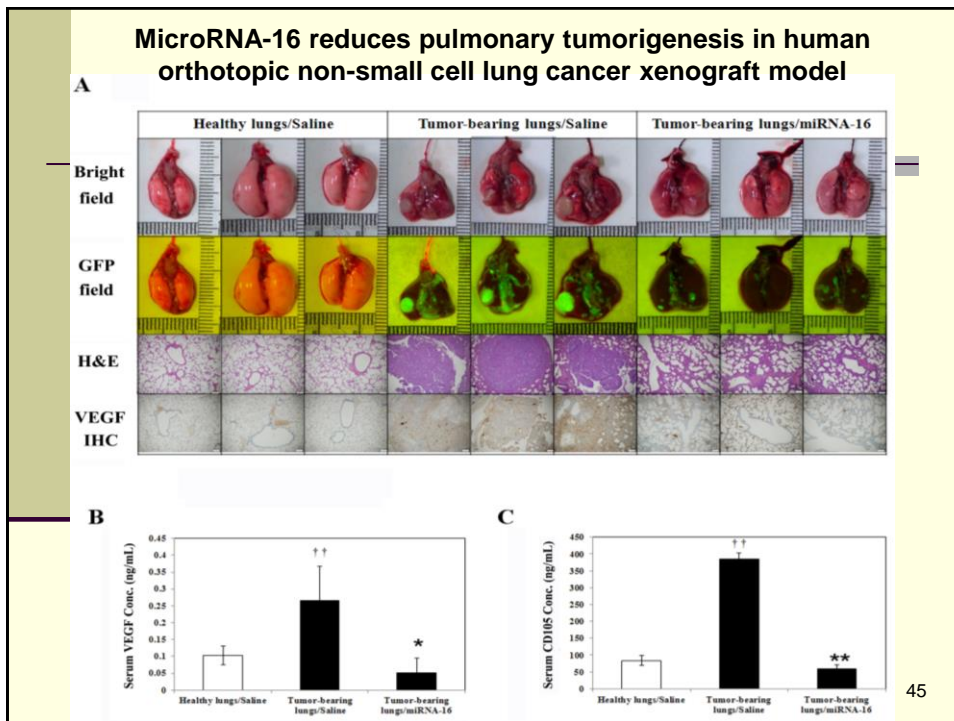 MicroRNA-16 reduces pulmonary tumorigenesis in human
orthotopic non-small cell lung cancer xenograft model
A
Healthy lungs/Saline
Tumor-bearing lungs/Saline
Tumor-bearing lungs/miRNA-16
Bright
field
GFP
field
H&E
VEGF
IHC
B
Serum VEGF Conc. (ng/mL)
0.45
0.4
0.35
0.3
0.25
0.2
0.15
0.1
0.05
0
††
*
Healthy lungs/Saline
Tumor-bearing
lungs/Saline
Tumor-bearing
lungs/miRNA-16
C
Serum CD105 Conc. (ng/mL)
450
400
350
300
250
200
150
100
50
0
††
**
Healthy lungs/Saline
Tumor-bearing
lungs/Saline
Tumor-bearing
lungs/miRNA-16
45